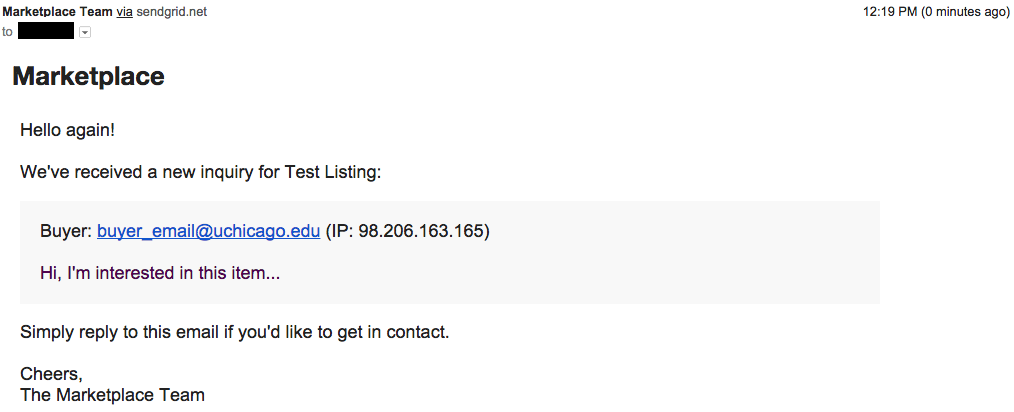 Marketplace Team via sendgrid.net 12:19 PM (0 minutes ago)
to
Marketplace
Hello again!
We've received a new inquiry for Test Listing:
Buyer: buyer_email@uchicago.edu (IP: 98.206.163.165)
Hi, I'm interested in this item...
Simply reply to this email if you'd like to get in contact.
Cheers,
The Marketplace Team